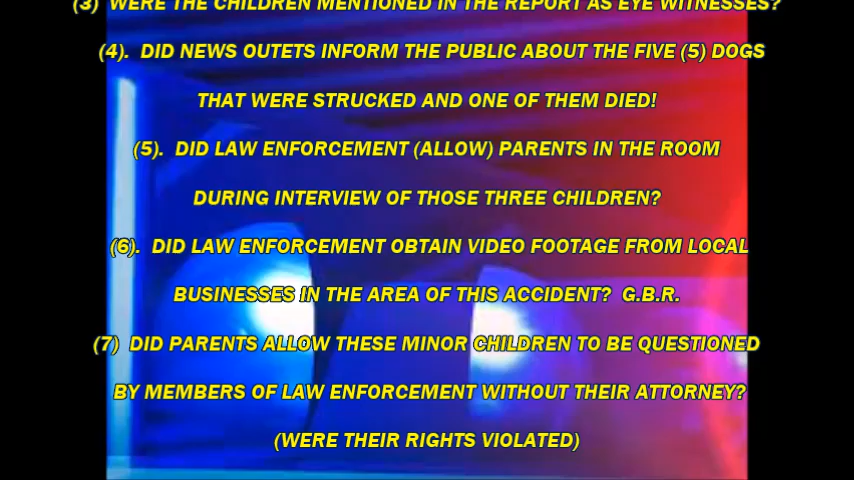 (3) WERE THE CHILDREN MENTIONED IN THE REPORT AS EYE WITNESSES?
(4). DID NEWS OUTETS INFORM THE PUBLIC ABOUT THE FIVE (5) DOGS
THAT WERE STRUCKED AND ONE OF THEM DIED!
(5). DID LAW ENFORCEMENT (ALLOW) PARENTS IN THE ROOM
DURING INTERVIEW OF THOSE THREE CHILDREN?
(6). DID LAW ENFORCEMENT OBTAIN VIDEO FOOTAGE FROM LOCAL
BUSINESSES IN THE AREA OF THIS ACCIDENT? G.B.R.
(7) DID PARENTS ALLOW THESE MINOR CHILDREN TO BE QUESTIONED
BY MEMBERS OF LAW ENFORCEMENT WITHOUT THEIR ATTORNEY?
(WERE THEIR RIGHTS VIOLATED)